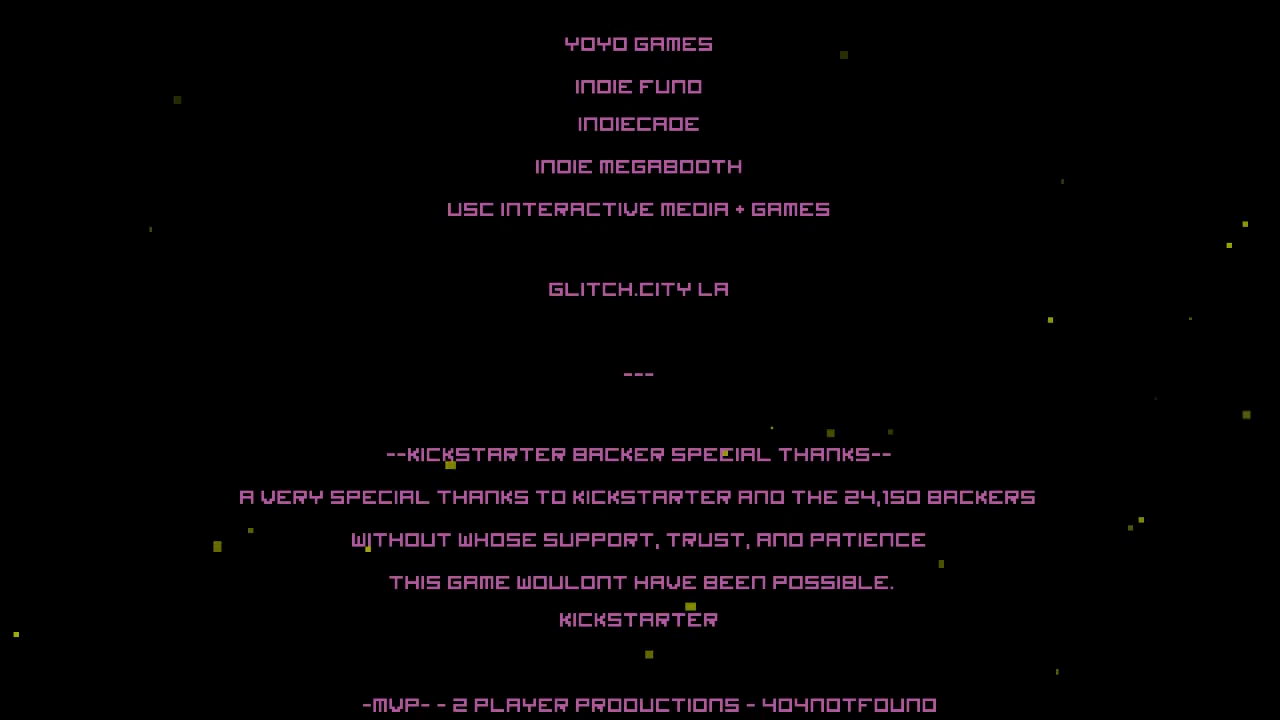 YOYO GAMES
INDIE FUND
INDIECADE
INDIE MEGABOOTH
USC INTERACTIVE MEDIA + GAMES
GLITCH.CITY LA
---
--KICKSTARTER BACKER SPECIAL THANKS--
A VERY SPECIAL THANKS TO KICKSTARTER AND THE 24,150 BACKERS
WITHOUT WHOSE SUPPORT, TRUST, AND PATIENCE
THIS GAME WOULDNT HAVE BEEN POSSIBLE.
KICKSTARTER
-MVP- - 2 PLAYER PRODUCTIONS - 404NOTFOUND